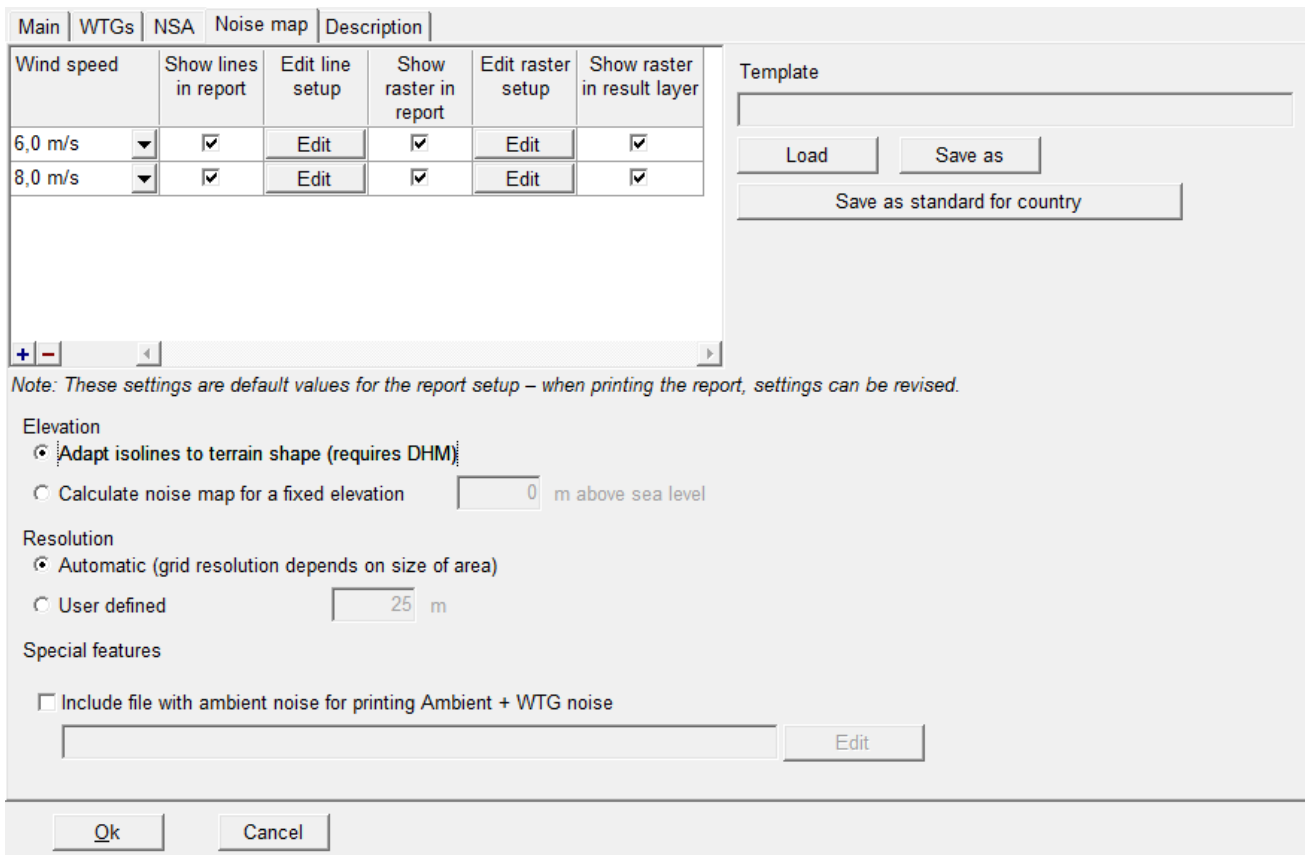 Main WTGs NSA Noise map Description
Wind speed Show lines in report Edit line setup Show raster in report Edit raster setup Show raster in result layer
6,0 m/s Edit Edit
8,0 m/s Edit Edit
Template
Load Save as
Save as standard for country
+ −
Note: These settings are default values for the report setup – when printing the report, settings can be revised.
Elevation
Adapt isolines to terrain shape (requires DHM)
Calculate noise map for a fixed elevation 0 m above sea level
Resolution
Automatic (grid resolution depends on size of area)
User defined 25 m
Special features
Include file with ambient noise for printing Ambient + WTG noise
Edit
Ok Cancel